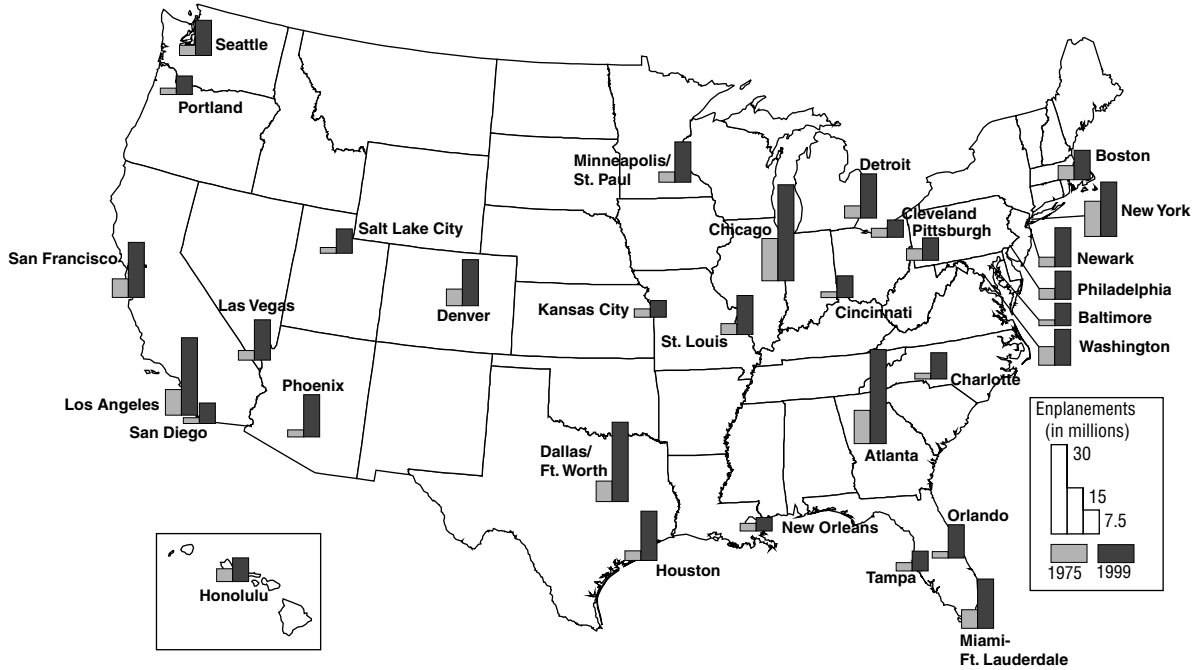 Seattle
Portland
Minneapolis/
St. Paul
Detroit
Boston
Cleveland
Pittsburgh
New York
Chicago
Salt Lake City
San Francisco
Newark
Philadelphia
Las Vegas
Denver
Kansas City
Cincinnati
Baltimore
St. Louis
Washington
Phoenix
Charlotte
Los Angeles
San Diego
Dallas/
Ft. Worth
Atlanta
Enplanements
(in millions)
30
15
7.5
1975
1999
New Orleans
Orlando
Houston
Tampa
Honolulu
Miami-
Ft. Lauderdale